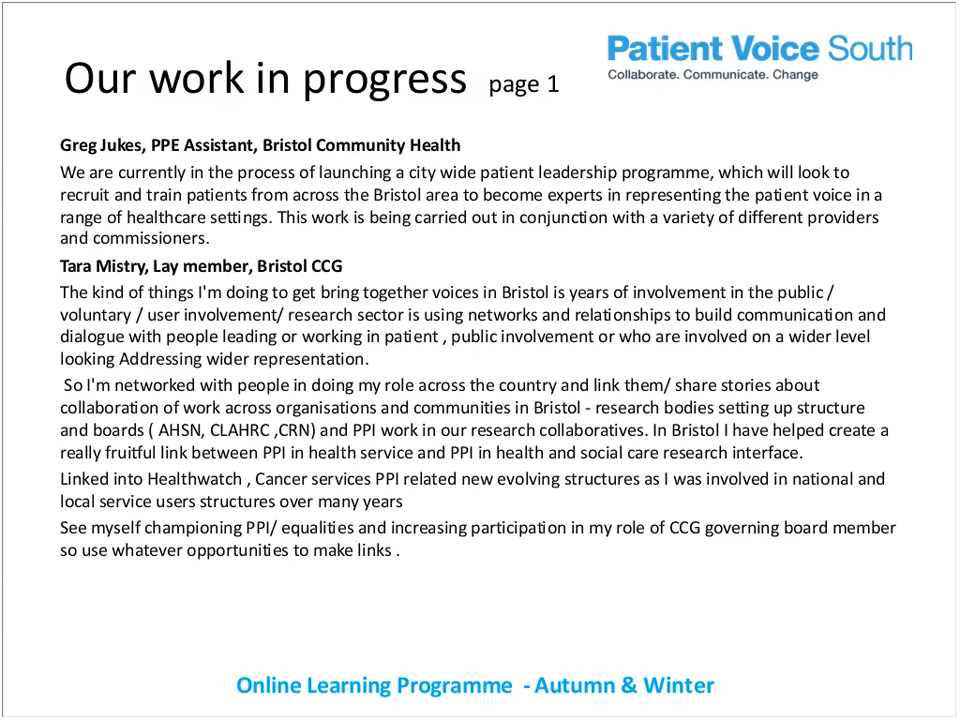 Our work in progress page 1
Patient Voice South
Collaborate. Communicate. Change
Greg Jukes, PPE Assistant, Bristol Community Health
We are currently in the process of launching a city wide patient leadership programme, which will look to
recruit and train patients from across the Bristol area to become experts in representing the patient voice in a
range of healthcare settings. This work is being carried out in conjunction with a variety of different providers
and commissioners.
Tara Mistry, Lay member, Bristol CCG
The kind of things I'm doing to get bring together voices in Bristol is years of involvement in the public /
voluntary / user involvement/ research sector is using networks and relationships to build communication and
dialogue with people leading or working in patient , public involvement or who are involved on a wider level
looking Addressing wider representation.
So I'm networked with people in doing my role across the country and link them/ share stories about
collaboration of work across organisations and communities in Bristol - research bodies setting up structure
and boards ( AHSN, CLAHRC ,CRN) and PPI work in our research collaboratives. In Bristol I have helped create a
really fruitful link between PPI in health service and PPI in health and social care research interface.
Linked into Healthwatch , Cancer services PPI related new evolving structures as I was involved in national and
local service users structures over many years
See myself championing PPI/ equalities and increasing participation in my role of CCG governing board member
so use whatever opportunities to make links .
Online Learning Programme - Autumn & Winter